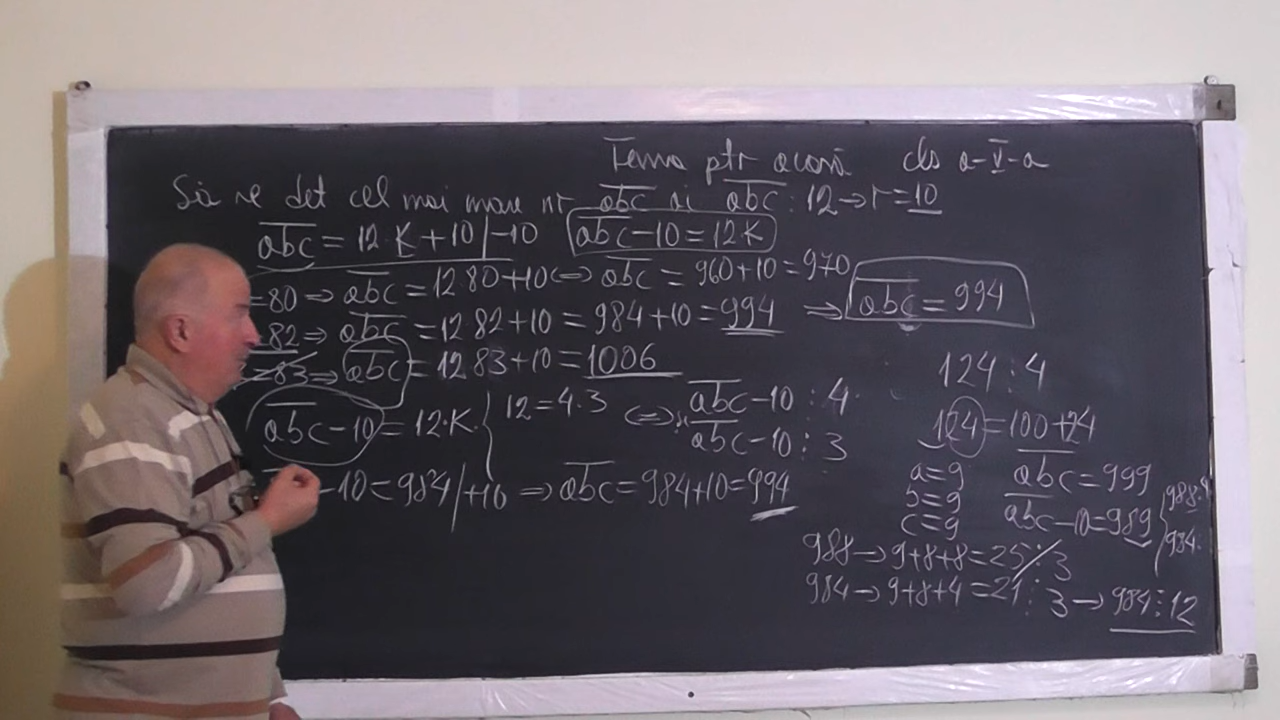 Tema ptr acasă cls a-V-a
Să se det cel mai mare nr abc aî abc : 12 → r = 10
abc = 12·K+10 |-10 abc-10=12K
=80 ⇒ abc = 12·80+10 ⇔ abc = 960+10=970
=82 ⇒ abc = 12·82+10 = 984+10=994 ⇒ abc = 994
=83 ⇒ abc = 12·83+10=1006
124 ⋮ 4
abc-10=12·K 12=4·3 ⇔ abc-10 ⋮ 4
abc-10 ⋮ 3
124=100+24
-10=984 |+10 ⇒ abc=984+10=994
a=9 abc=999
b=9
c=9 abc-10=989
988
984
988→9+8+8=25 ⋮ 3
984→9+8+4=21 ⋮ 3→984 ⋮ 12